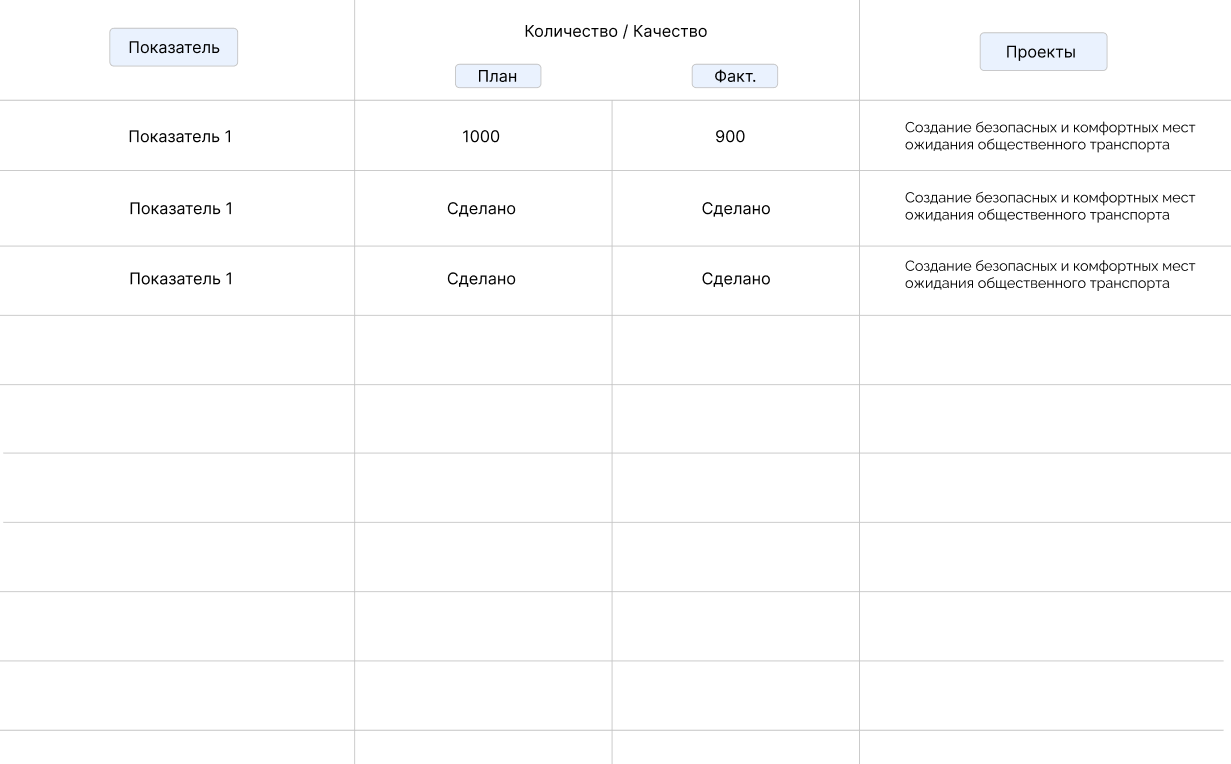 Показатель
Количество / Качество
План
Факт.
Проекты
Показатель 1
1000
900
Создание безопасных и комфортных мест
ожидания общественного транспорта
Показатель 1
Сделано
Сделано
Создание безопасных и комфортных мест
ожидания общественного транспорта
Показатель 1
Сделано
Сделано
Создание безопасных и комфортных мест
ожидания общественного транспорта